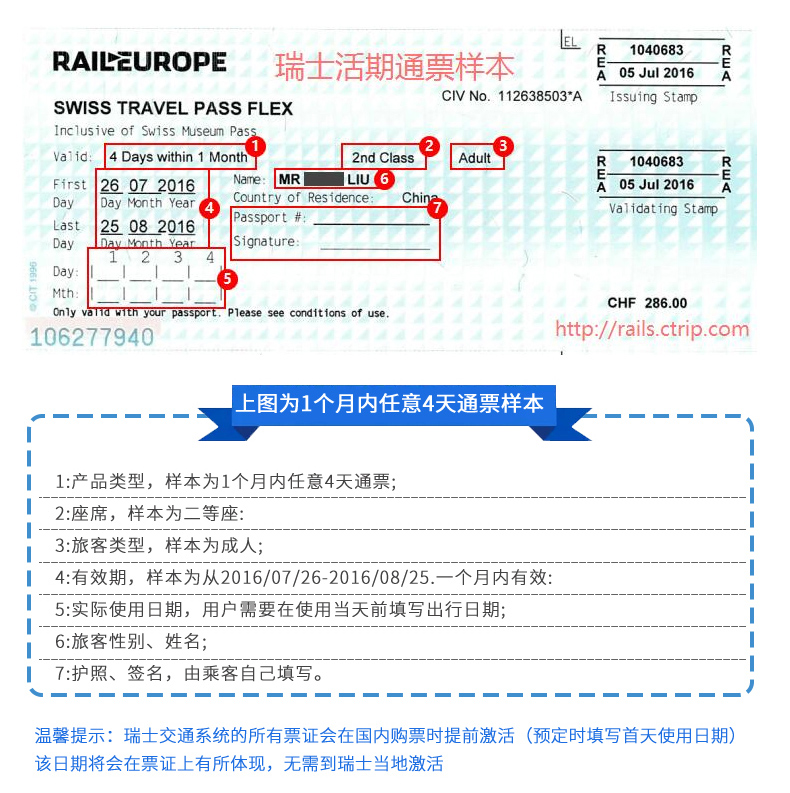 RAILEUROPE
瑞士活期通票样本
EL
REA 1040683 REA
05 Jul 2016
Issuing Stamp
CIV No. 112638503*A
SWISS TRAVEL PASS FLEX
Inclusive of Swiss Museum Pass
Valid: 4 Days within 1 Month 1
2nd Class 2
Adult 3
First Day 26 07 2016
Day Month Year
4
Last Day 25 08 2016
Day Month Year
Name: MR LIU 6
Country of Residence: China
Passport #: 7
Signature:
REA 1040683 REA
05 Jul 2016
Validating Stamp
1 2 3 4
Day:
5
Mth:
©CIT 1996
Only valid with your passport. Please see conditions of use.
CHF 286.00
106277940
http://rails.ctrip.com
上图为1个月内任意4天通票样本
1:产品类型，样本为1个月内任意4天通票;
2:座席，样本为二等座:
3:旅客类型，样本为成人;
4:有效期，样本为从2016/07/26-2016/08/25.一个月内有效:
5:实际使用日期，用户需要在使用当天前填写出行日期;
6:旅客性别、姓名;
7:护照、签名，由乘客自己填写。
温馨提示：瑞士交通系统的所有票证会在国内购票时提前激活（预定时填写首天使用日期）
该日期将会在票证上有所体现，无需到瑞士当地激活